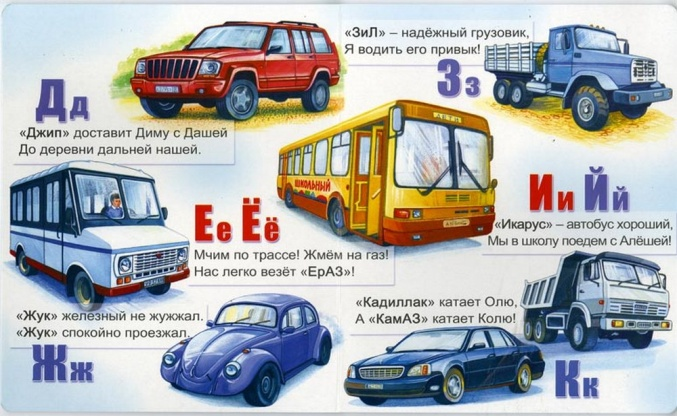 Дд
«Джип» доставит Диму с Дашей
До деревни дальней нашей.
«ЗиЛ» – надёжный грузовик,
Я водить его привык!
Зз
Ее Ёё
Мчим по трассе! Жмём на газ!
Нас легко везёт «ЕрАЗ»!
ДЕТИ
ШКОЛЬНЫЙ
Ии Йй
«Икарус» – автобус хороший,
Мы в школу поедем с Алёшей!
«Жук» железный не жужжал.
«Жук» спокойно проезжал.
Жж
«Кадиллак» катает Олю,
А «КамАЗ» катает Колю!
Кк